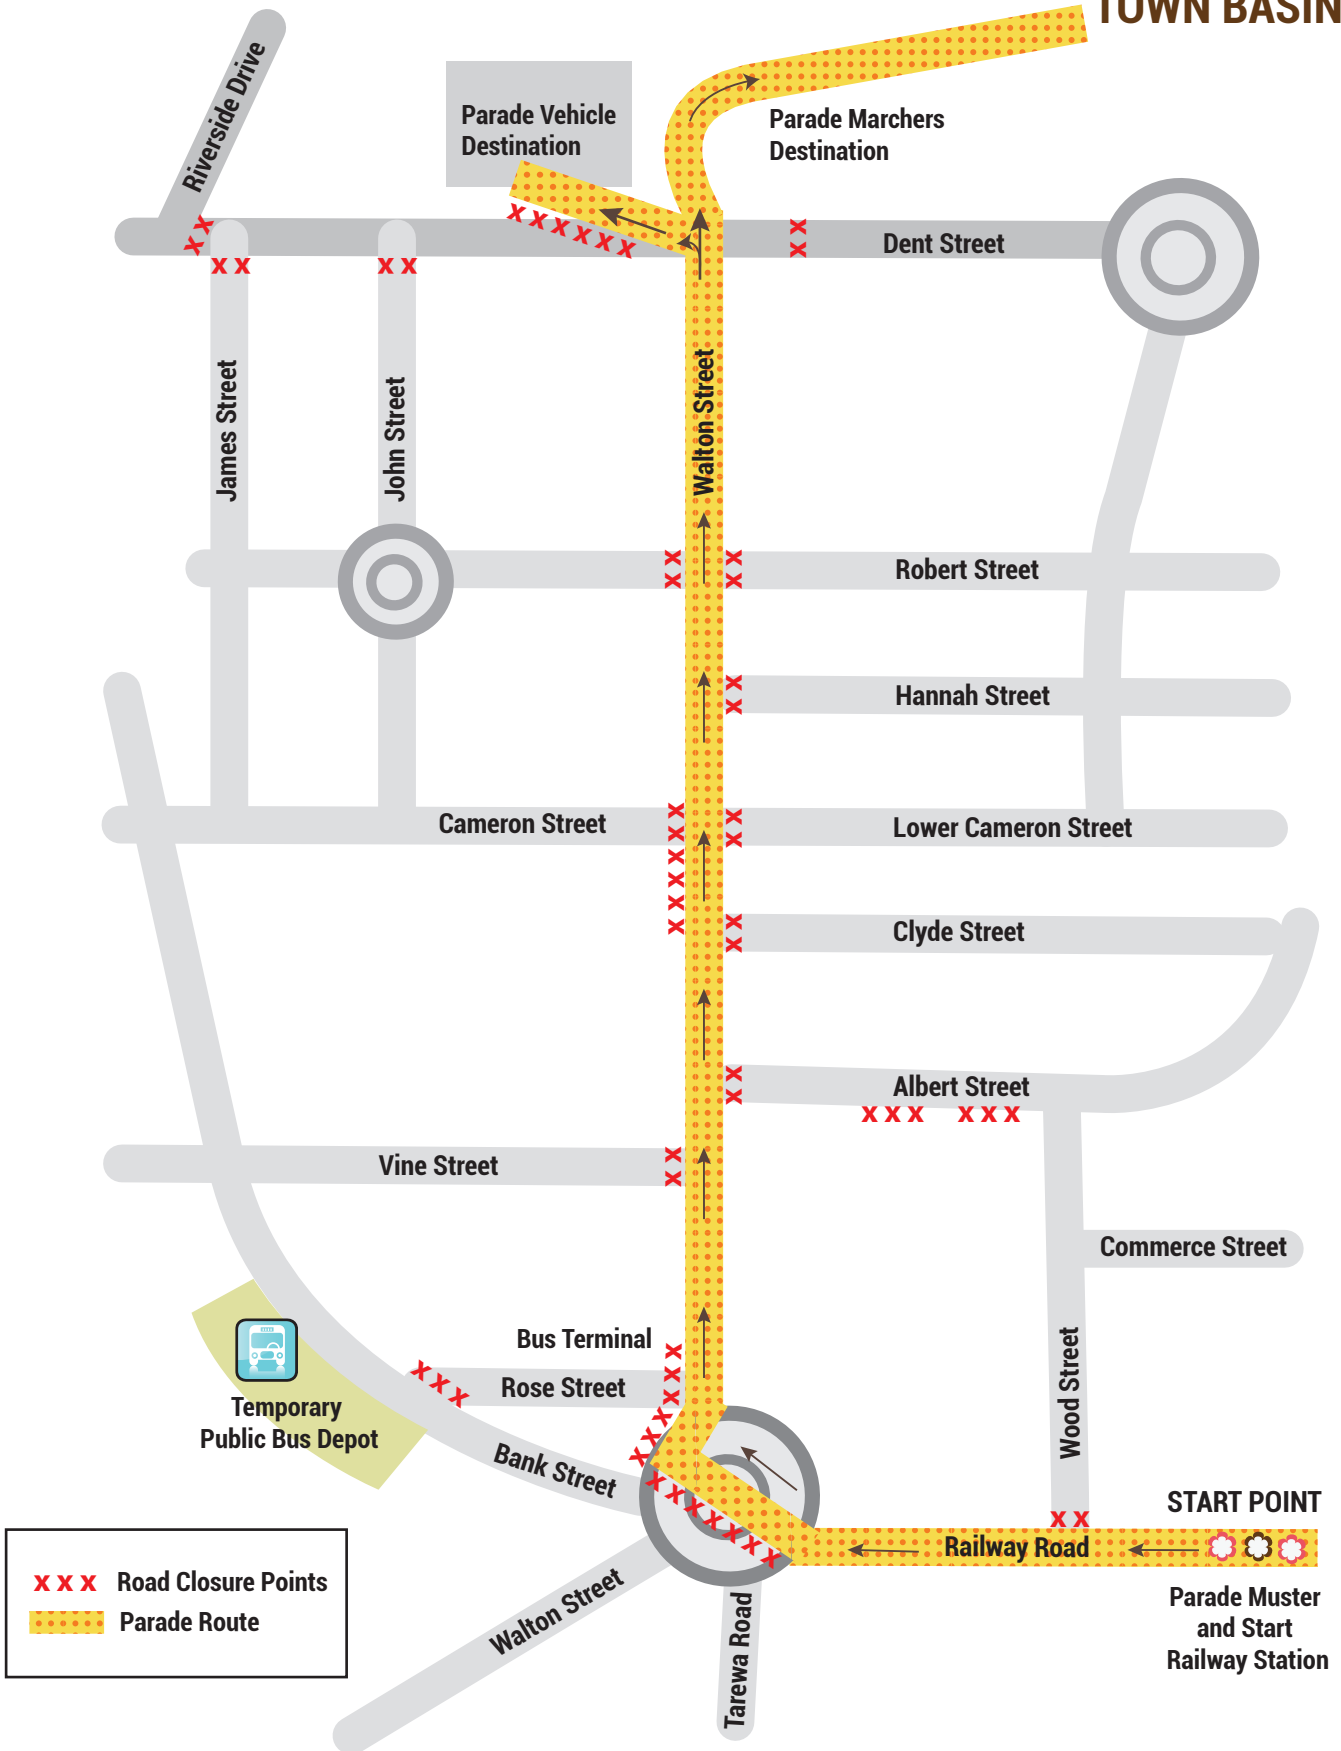 TOWN BASIN
Riverside Drive
Parade Vehicle
Destination
Parade Marchers
Destination
Dent Street
James Street
John Street
Walton Street
Robert Street
Hannah Street
Cameron Street
Lower Cameron Street
Clyde Street
Albert Street
Vine Street
Commerce Street
Bus Terminal
Rose Street
Temporary
Public Bus Depot
Bank Street
Wood Street
START POINT
Railway Road
Parade Muster
and Start
Railway Station
Walton Street
Tarewa Road
x x x Road Closure Points
Parade Route